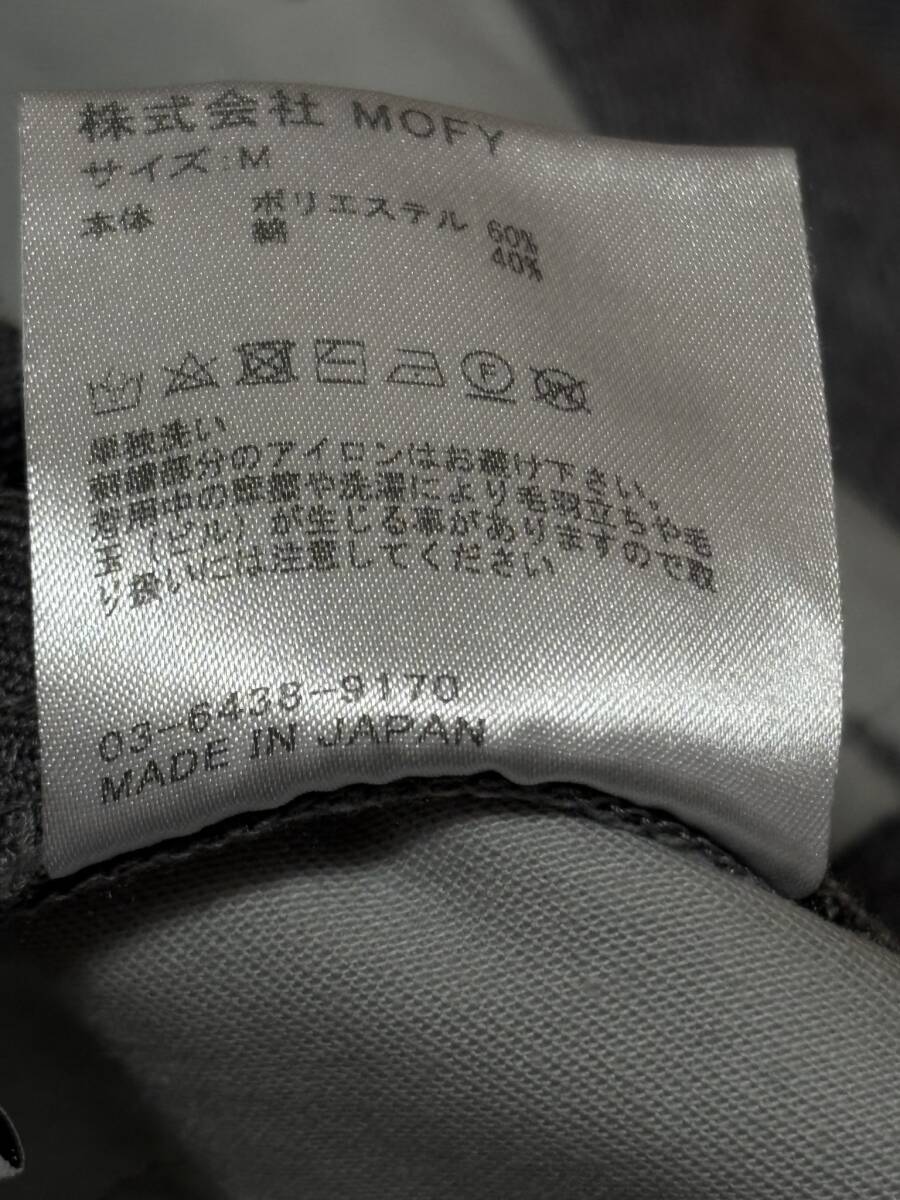 株式会社 MOFY
サイズ:M
本体 ポリエステル 60%
綿 40%
F
単独洗い
刺繍部分のアイロンはお避け下さい。
着用中の摩擦や洗濯により毛羽立ちや毛
玉(ピル)が生じる事がありますので取
り扱いには注意してください
03-6438-9170
MADE IN JAPAN